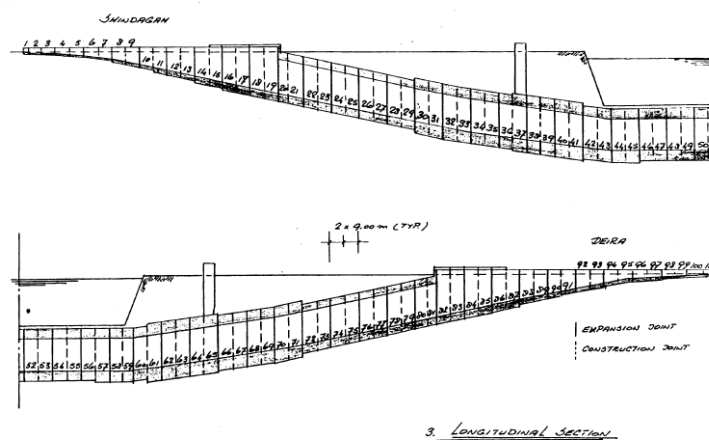 SHINDAGAH
1 2 3 4 5 6 7 8 9
10 11 12 13 14 15 16 17 18 19 20 21
22 23 24 25 26 27 28 29 30 31
32 33 34 35 36 37 38 39 40 41
42 43 44 45 46 47 48 49 50
2 x 9.00 m (TYP.)
DEIRA
92 93 94 95 96 97 98 99 100
52 53 54 55 56 57 58 59 60 61
62 63 64 65 66 67 68 69 70 71
72 73 74 75 76 77 78 79 80 81
82 83 84 85 86 87 88 89 90 91
EXPANSION JOINT
CONSTRUCTION JOINT
3. LONGITUDINAL SECTION